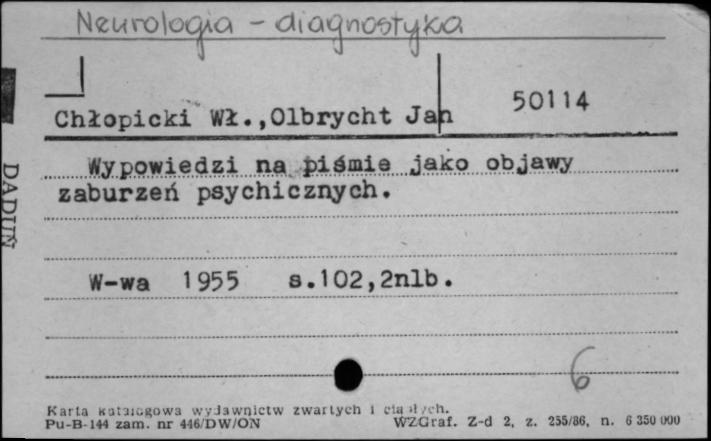 Neurologia - diagnostyka
50114
Chłopicki Wł.,Olbrycht Jan
Wypowiedzi na piśmie jako objawy
zaburzeń psychicznych.
W-wa 1955 s.102,2nlb.
6
Karta katalogowa wydawnictw zwartych i ciągłych.
Pu-B-144 zam. nr 446/DW/ON WZGraf. Z-d 2, z. 255/86, n. 6 350 000
DADUŃ